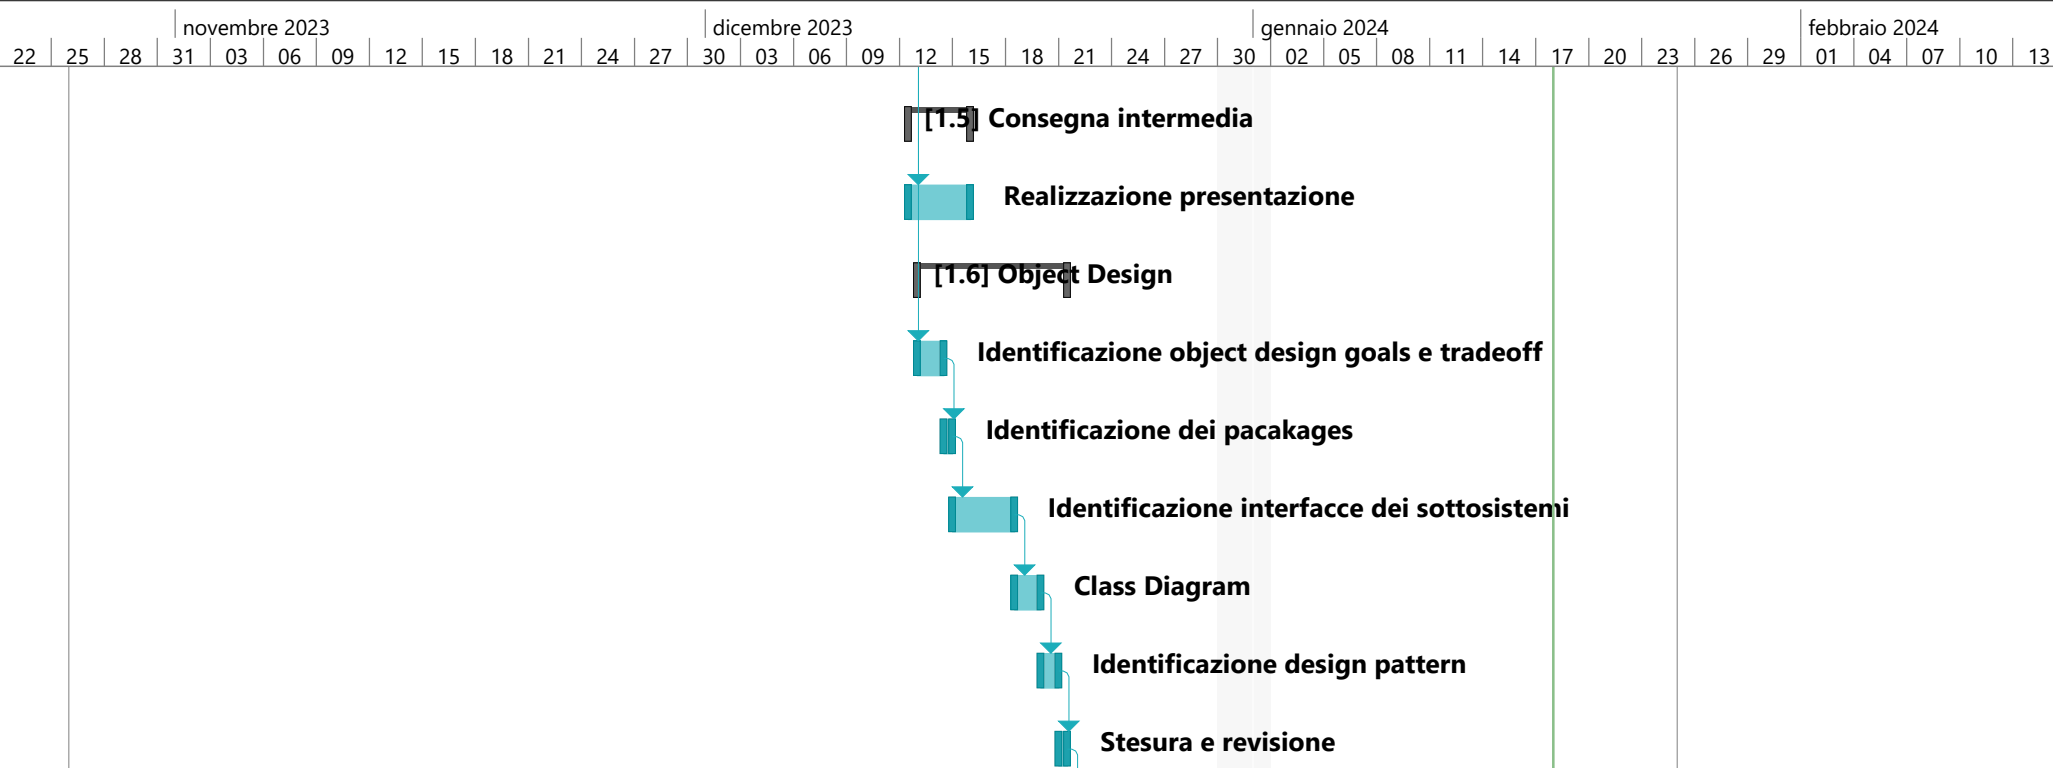 novembre 2023 dicembre 2023 gennaio 2024 febbraio 2024
22 25 28 31 03 06 09 12 15 18 21 24 27 30 03 06 09 12 15 18 21 24 27 30 02 05 08 11 14 17 20 23 26 29 01 04 07 10 13
[1.5] Consegna intermedia
Realizzazione presentazione
[1.6] Object Design
Identificazione object design goals e tradeoff
Identificazione dei pacakages
Identificazione interfacce dei sottosistemi
Class Diagram
Identificazione design pattern
Stesura e revisione